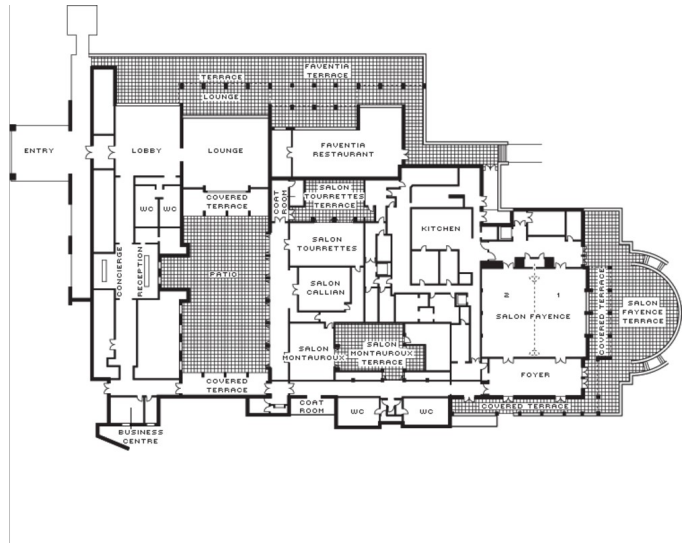 FAVENTIA
TERRACE
TERRACE
LOUNGE
ENTRY
LOBBY
LOUNGE
FAVENTIA
RESTAURANT
COVERED
TERRACE
COAT
ROOM
SALON
TOURRETTES
TERRACE
WC
WC
KITCHEN
SALON
TOURRETTES
PATIO
CONCIERGE
RECEPTION
SALON
CALLIAN
2
1
SALON FAYENCE
COVERED TERRACE
SALON
FAYENCE
TERRACE
SALON
MONTAUROUX
SALON
MONTAUROUX
TERRACE
COVERED
TERRACE
FOYER
COAT
ROOM
WC
WC
COVERED TERRACE
BUSINESS
CENTRE